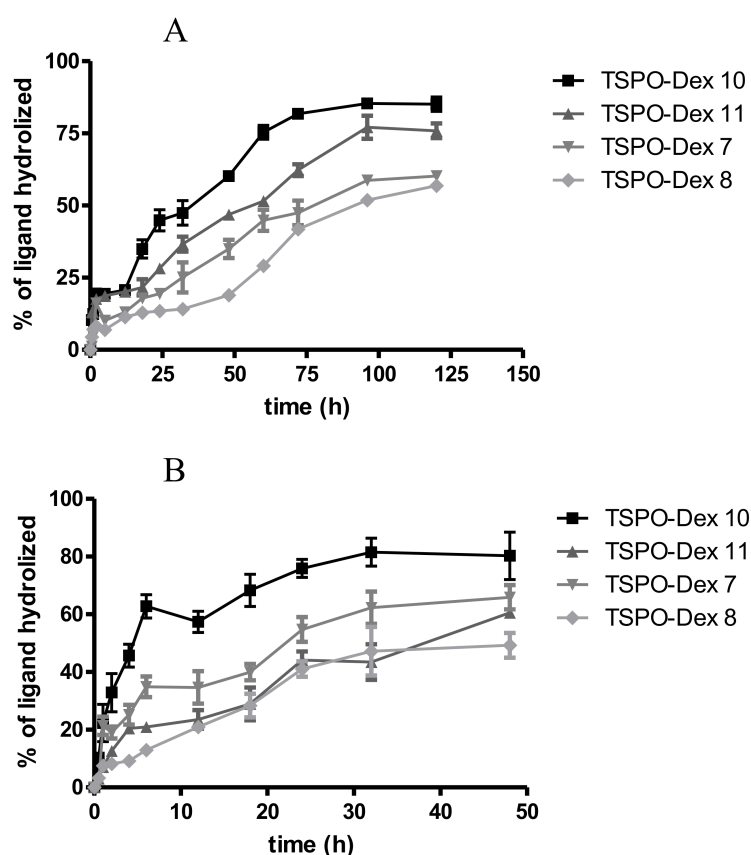 A
100
75
50
25
0
% of ligand hydrolized
0 25 50 75 100 125 150
time (h)
TSPO-Dex 10
TSPO-Dex 11
TSPO-Dex 7
TSPO-Dex 8
B
100
80
60
40
20
0
% of ligand hydrolized
0 10 20 30 40 50
time (h)
TSPO-Dex 10
TSPO-Dex 11
TSPO-Dex 7
TSPO-Dex 8